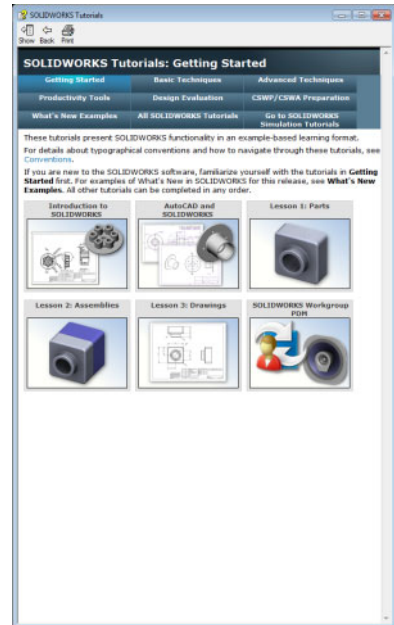 SOLIDWORKS Tutorials
Show Back Print
SOLIDWORKS Tutorials: Getting Started
Getting Started Basic Techniques Advanced Techniques
Productivity Tools Design Evaluation CSWP/CSWA Preparation
What's New Examples All SOLIDWORKS Tutorials Go to SOLIDWORKS
Simulation Tutorials
These tutorials present SOLIDWORKS functionality in an example-based learning format.
For details about typographical conventions and how to navigate through these tutorials, see
Conventions.
If you are new to the SOLIDWORKS software, familiarize yourself with the tutorials in Getting
Started first. For examples of What's New in SOLIDWORKS for this release, see What's New
Examples. All other tutorials can be completed in any order.
Introduction to
SOLIDWORKS
AutoCAD and
SOLIDWORKS
Lesson 1: Parts
Lesson 2: Assemblies
Lesson 3: Drawings
SOLIDWORKS Workgroup
PDM